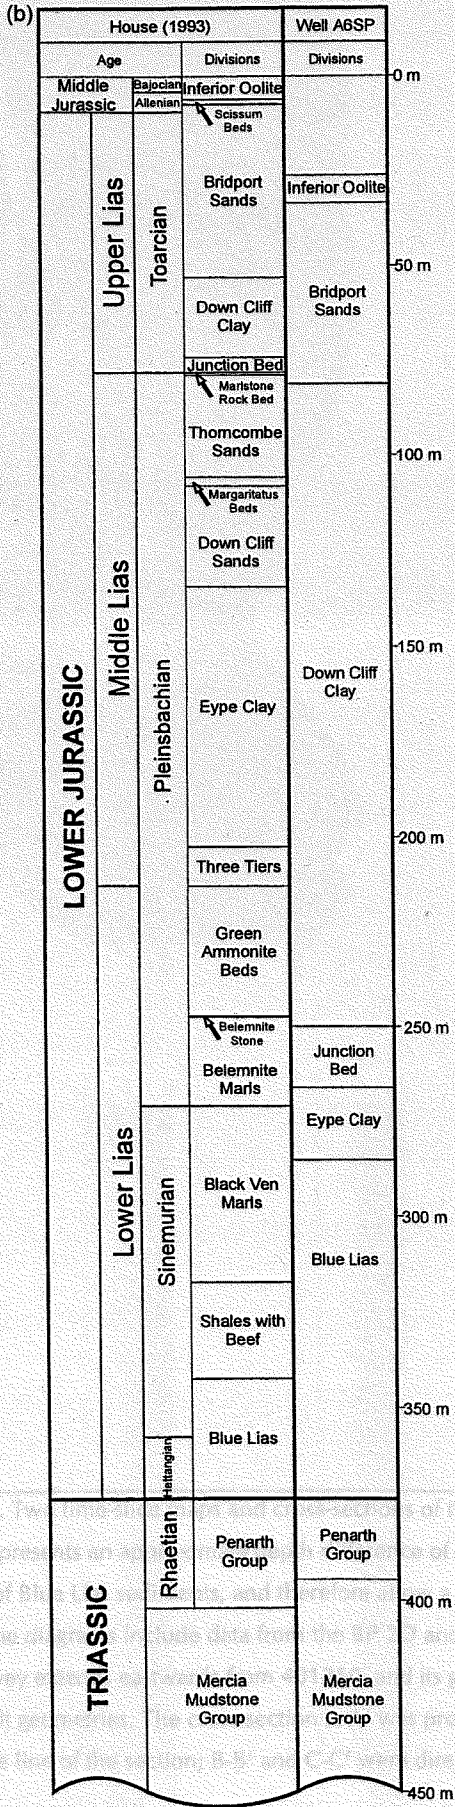 (b)
House (1993)
Well A6SP
Age
Divisions
Divisions
0 m
Middle
Jurassic
Bajocian
Allenian
Inferior Oolite
Scissum
Beds
Upper Lias
Toarcian
Bridport
Sands
Inferior Oolite
50 m
Bridport
Sands
Down Cliff
Clay
Junction Bed
Marlstone
Rock Bed
Thorncombe
Sands
100 m
Margaritatus
Beds
Down Cliff
Sands
LOWER JURASSIC
Middle Lias
Pleinsbachian
Eype Clay
150 m
Down Cliff
Clay
200 m
Three Tiers
Green
Ammonite
Beds
Belemnite
Stone
250 m
Junction
Bed
Belemnite
Marls
Eype Clay
Lower Lias
Sinemurian
Black Ven
Marls
300 m
Blue Lias
Shales with
Beef
350 m
Blue Lias
Hettangian
TRIASSIC
Rhaetian
Penarth
Group
Penarth
Group
400 m
Mercia
Mudstone
Group
Mercia
Mudstone
Group
450 m